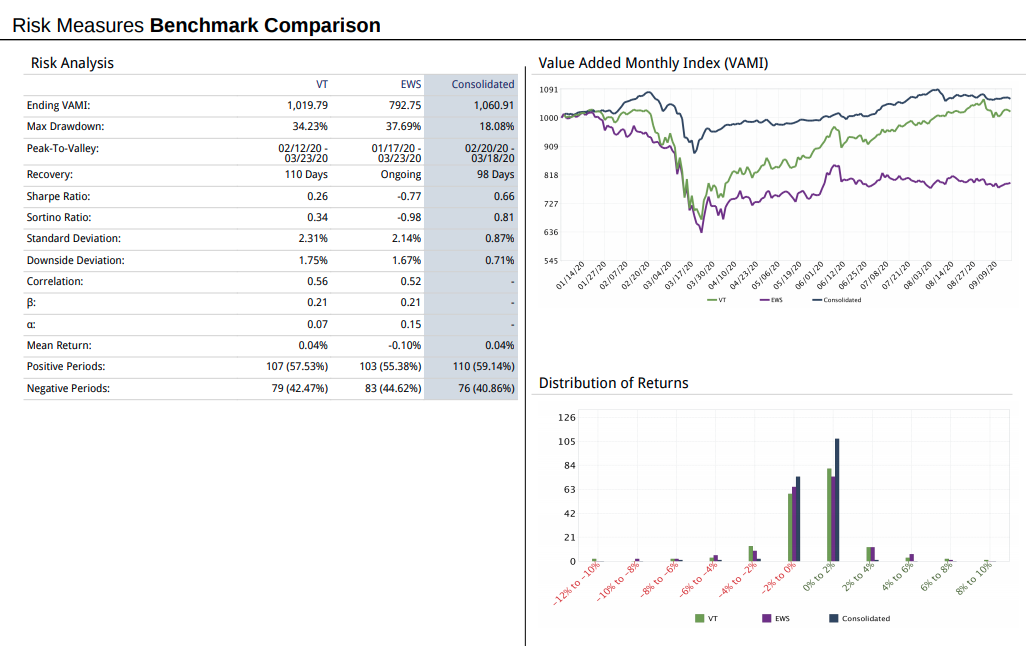 Risk Measures Benchmark Comparison
Risk Analysis
VT EWS Consolidated
Ending VAMI: 1,019.79 792.75 1,060.91
Max Drawdown: 34.23% 37.69% 18.08%
Peak-To-Valley: 02/12/20 - 03/23/20 01/17/20 - 03/23/20 02/20/20 - 03/18/20
Recovery: 110 Days Ongoing 98 Days
Sharpe Ratio: 0.26 -0.77 0.66
Sortino Ratio: 0.34 -0.98 0.81
Standard Deviation: 2.31% 2.14% 0.87%
Downside Deviation: 1.75% 1.67% 0.71%
Correlation: 0.56 0.52 -
β: 0.21 0.21 -
α: 0.07 0.15 -
Mean Return: 0.04% -0.10% 0.04%
Positive Periods: 107 (57.53%) 103 (55.38%) 110 (59.14%)
Negative Periods: 79 (42.47%) 83 (44.62%) 76 (40.86%)
Value Added Monthly Index (VAMI)
1091
1000
909
818
727
636
545
01/14/20 01/27/20 02/07/20 02/20/20 03/04/20 03/17/20 03/30/20 04/10/20 04/23/20 05/06/20 05/19/20 06/01/20 06/12/20 06/25/20 07/08/20 07/21/20 08/03/20 08/14/20 08/27/20 09/09/20
VT EWS Consolidated
Distribution of Returns
126
105
84
63
42
21
0
−12% to −10% −10% to −8% −8% to −6% −6% to −4% −4% to −2% −2% to 0% 0% to 2% 2% to 4% 4% to 6% 6% to 8% 8% to 10%
VT EWS Consolidated